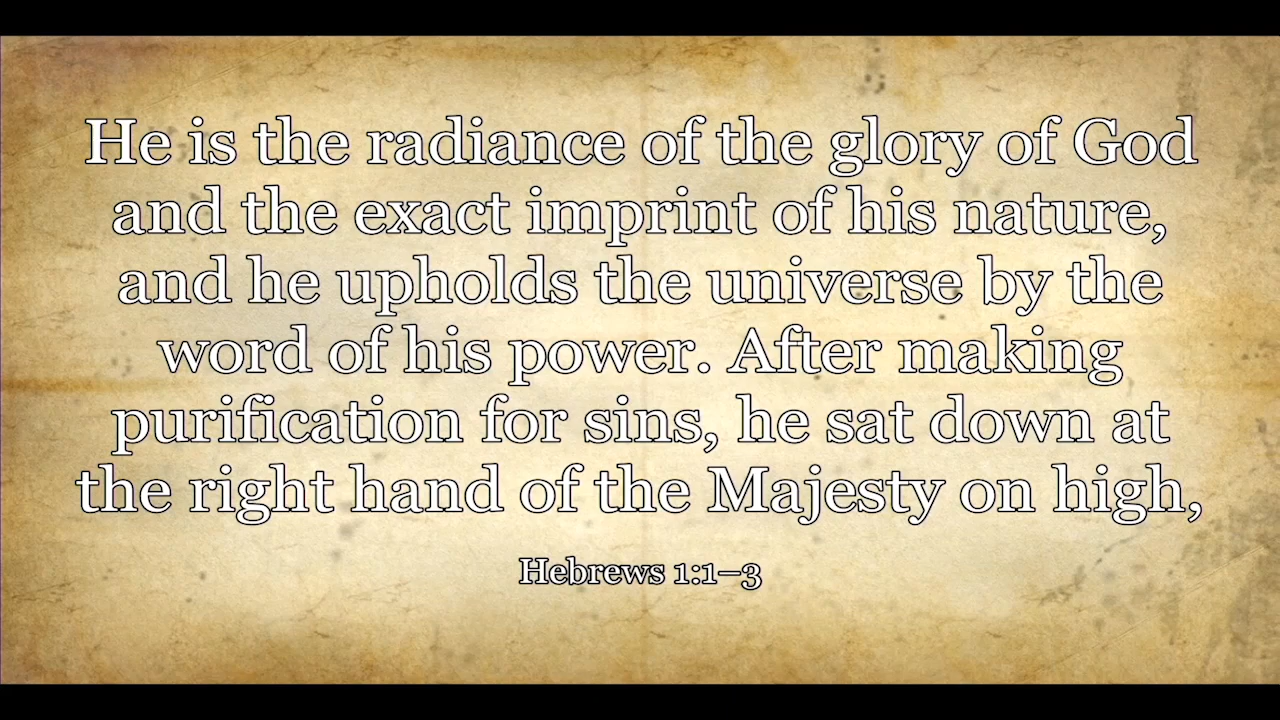 He is the radiance of the glory of God
and the exact imprint of his nature,
and he upholds the universe by the
word of his power. After making
purification for sins, he sat down at
the right hand of the Majesty on high,
Hebrews 1:1–3